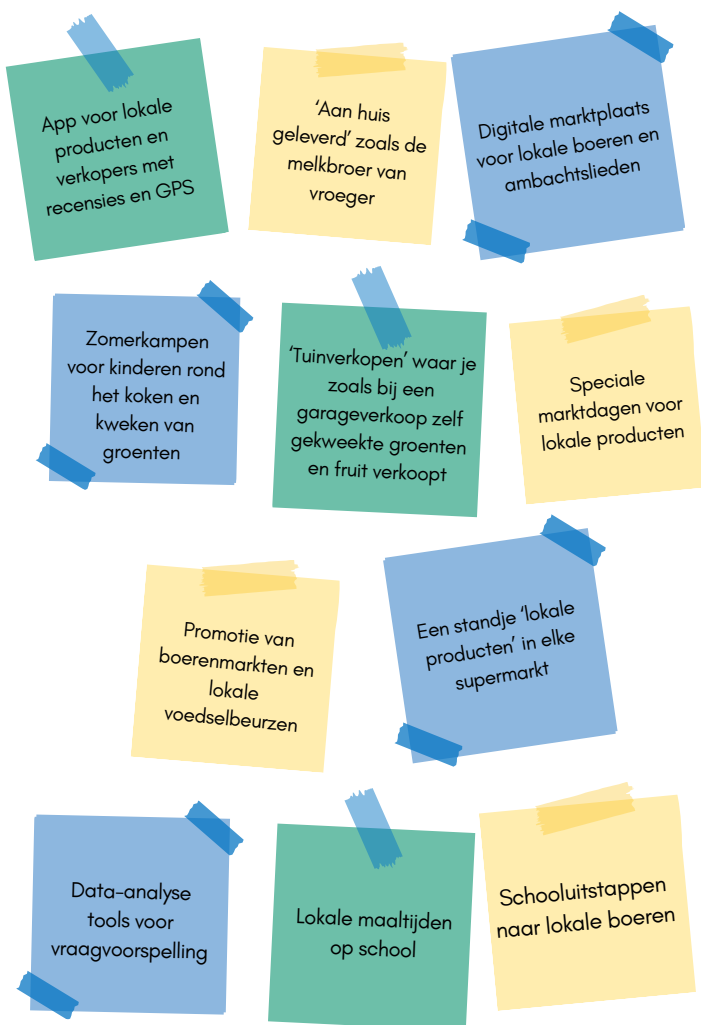 App voor lokale
producten en
verkopers met
recensies en GPS
‘Aan huis
geleverd’ zoals de
melkbroer van
vroeger
Digitale marktplaats
voor lokale boeren en
ambachtslieden
Zomerkampen
voor kinderen rond
het koken en
kweken van
groenten
‘Tuinverkopen’ waar je
zoals bij een
garageverkoop zelf
gekweekte groenten
en fruit verkoopt
Speciale
marktdagen voor
lokale producten
Promotie van
boerenmarkten en
lokale
voedselbeurzen
Een standje ‘lokale
producten’ in elke
supermarkt
Data-analyse
tools voor
vraagvoorspelling
Lokale maaltijden
op school
Schooluitstappen
naar lokale boeren